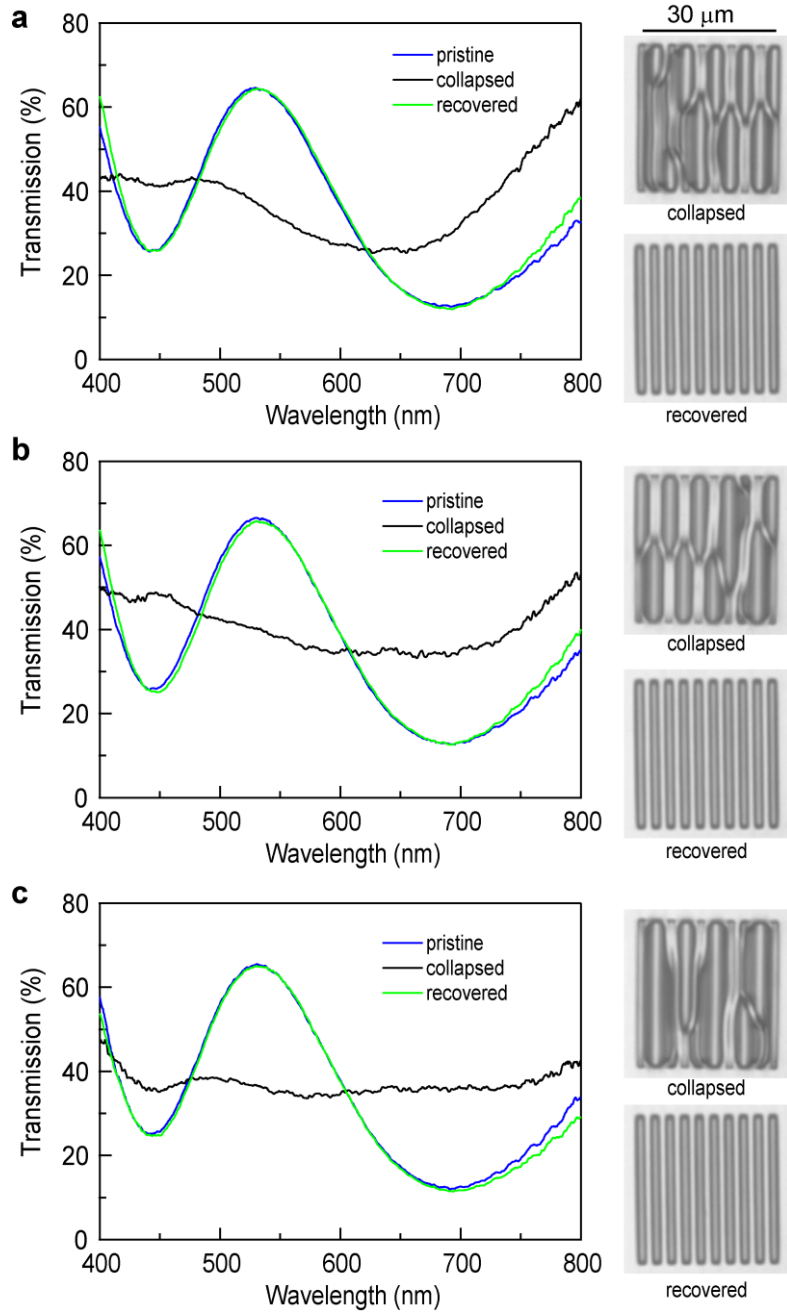 a
80
60
40
20
0
Transmission (%)
pristine
collapsed
recovered
400 500 600 700 800
Wavelength (nm)
30 μm
collapsed
recovered
b
80
60
40
20
0
Transmission (%)
pristine
collapsed
recovered
400 500 600 700 800
Wavelength (nm)
collapsed
recovered
c
80
60
40
20
0
Transmission (%)
pristine
collapsed
recovered
400 500 600 700 800
Wavelength (nm)
collapsed
recovered